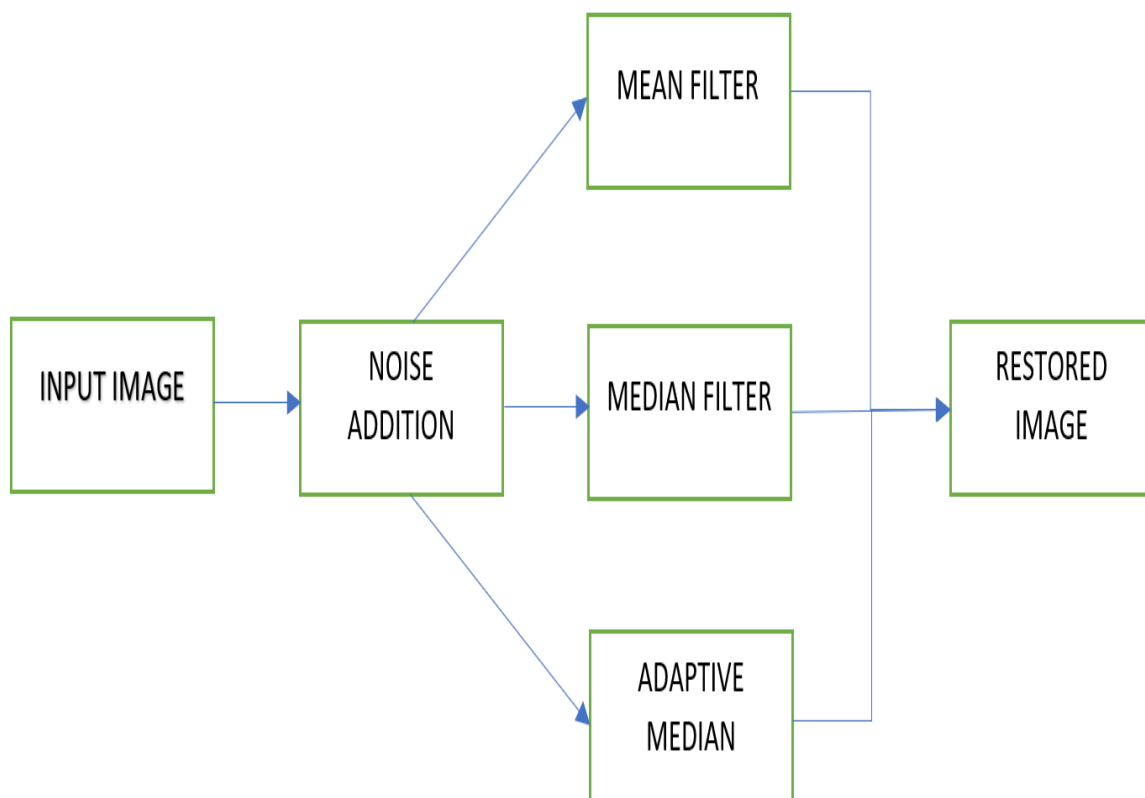 MEAN FILTER
INPUT IMAGE
NOISE
ADDITION
MEDIAN FILTER
RESTORED
IMAGE
ADAPTIVE
MEDIAN